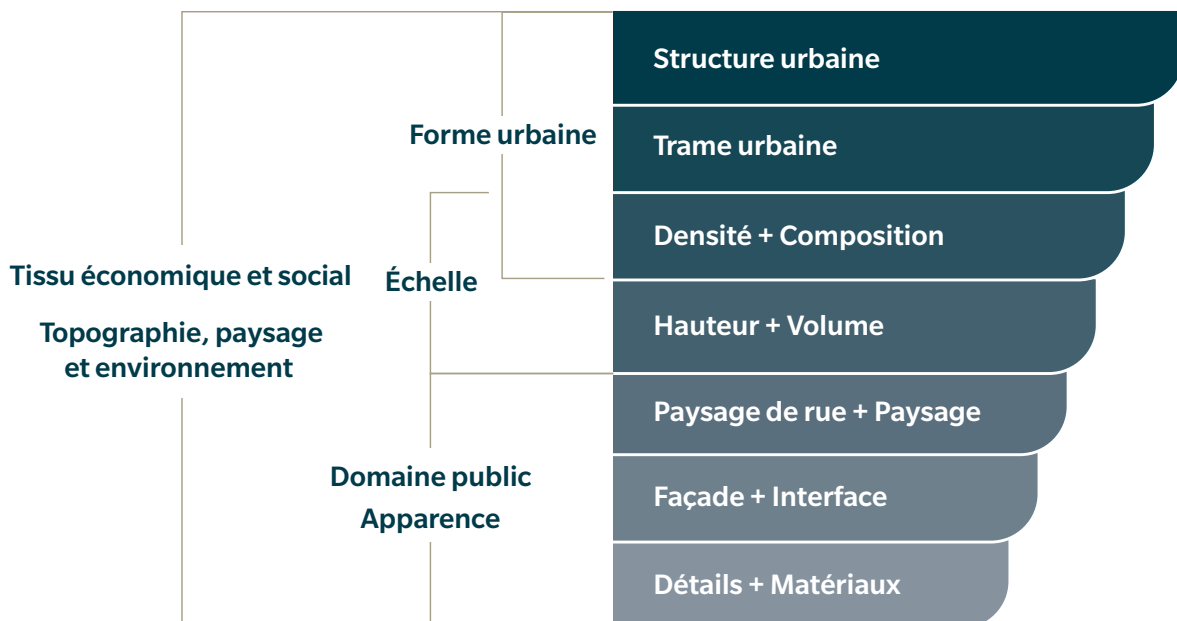 Structure urbaine
Forme urbaine
Trame urbaine
Densité + Composition
Tissu économique et social
Échelle
Topographie, paysage
et environnement
Hauteur + Volume
Paysage de rue + Paysage
Domaine public
Apparence
Façade + Interface
Détails + Matériaux